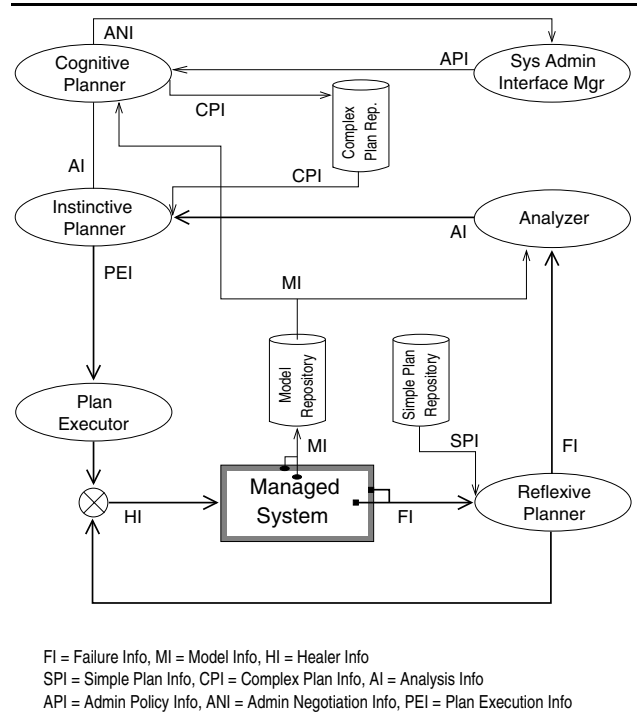 ANI
Cognitive
Planner
API
Sys Admin
Interface Mgr
CPI
Complex
Plan Rep.
AI
CPI
Instinctive
Planner
AI
Analyzer
PEI
MI
Model
Repository
Simple Plan
Repository
Plan
Executor
MI
SPI
FI
HI
Managed
System
FI
Reflexive
Planner
FI = Failure Info, MI = Model Info, HI = Healer Info
SPI = Simple Plan Info, CPI = Complex Plan Info, AI = Analysis Info
API = Admin Policy Info, ANI = Admin Negotiation Info, PEI = Plan Execution Info